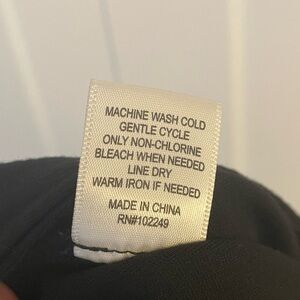 MACHINE WASH COLD
GENTLE CYCLE
ONLY NON-CHLORINE
BLEACH WHEN NEEDED
LINE DRY
WARM IRON IF NEEDED
MADE IN CHINA
RN#102249